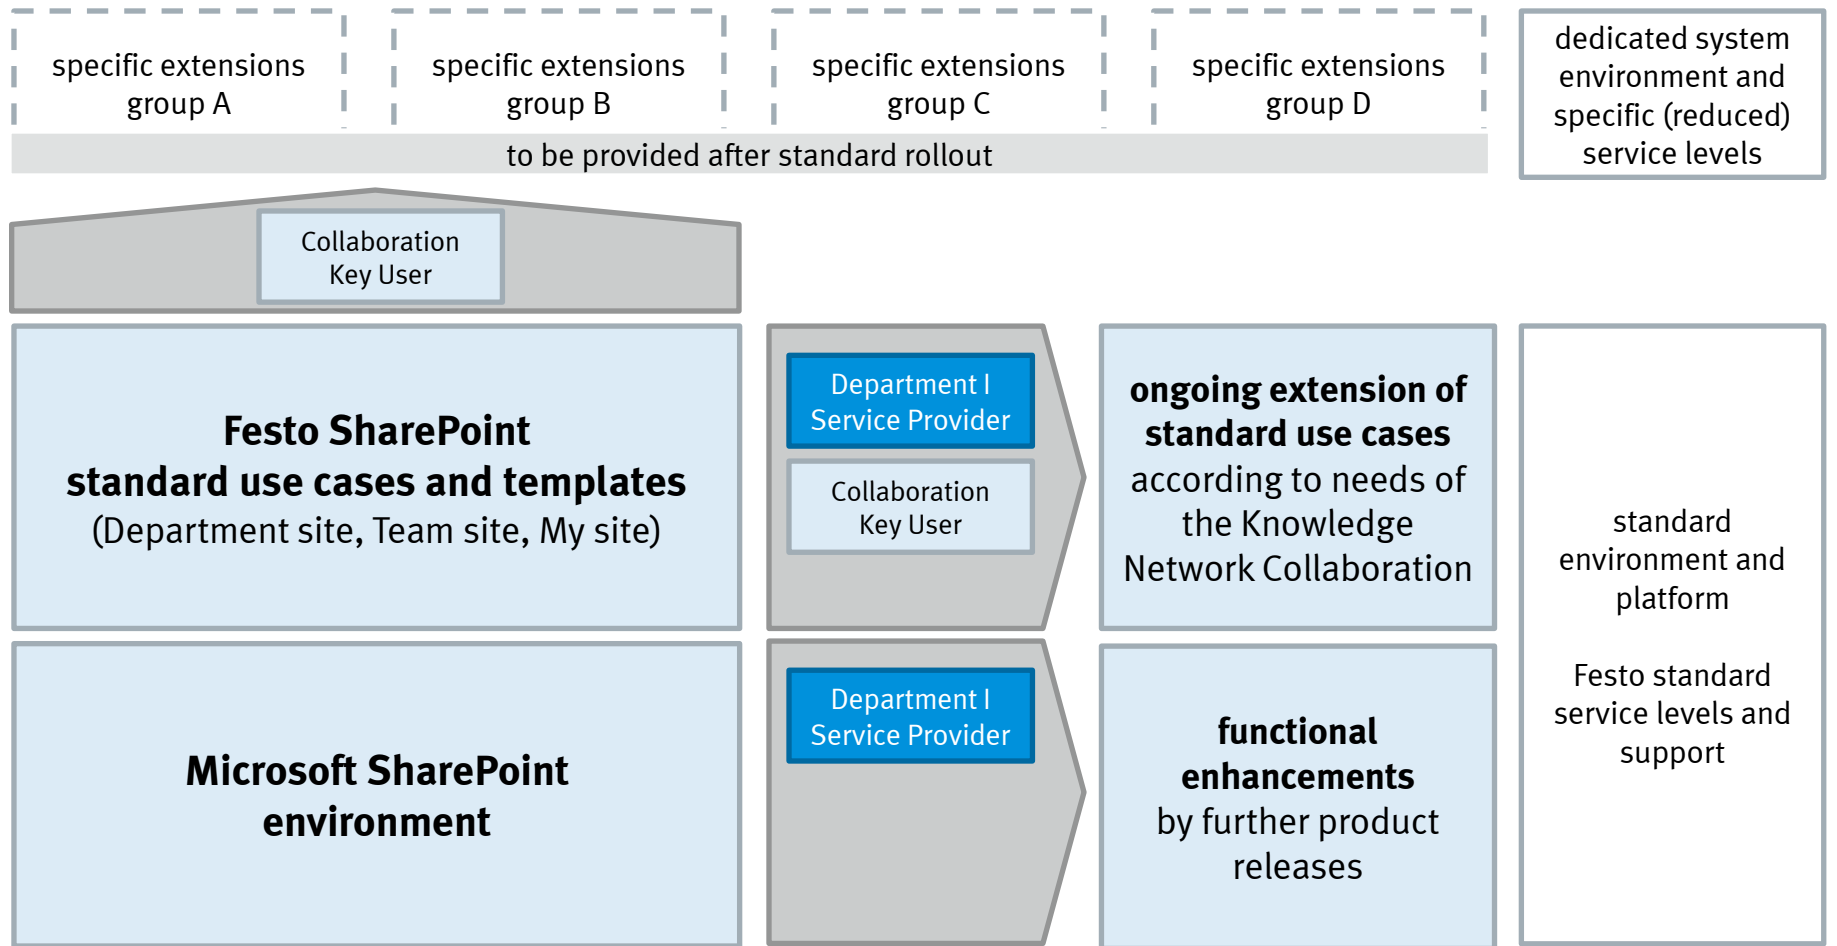 specific extensions
group A
specific extensions
group B
specific extensions
group C
specific extensions
group D
dedicated system
environment and
specific (reduced)
service levels
to be provided after standard rollout
Collaboration
Key User
Festo SharePoint
standard use cases and templates
(Department site, Team site, My site)
Department I
Service Provider
Collaboration
Key User
ongoing extension of
standard use cases
according to needs of
the Knowledge
Network Collaboration
standard
environment and
platform
Festo standard
service levels and
support
Microsoft SharePoint
environment
Department I
Service Provider
functional
enhancements
by further product
releases